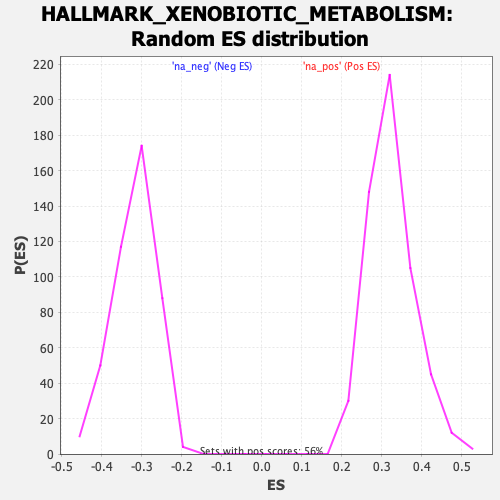 HALLMARK_XENOBIOTIC_METABOLISM:
Random ES distribution
'na_neg' (Neg ES)
'na_pos' (Pos ES)
220
200
180
160
140
120
100
80
60
40
20
0
P(ES)
Sets with pos scores: 56%
-0.5 -0.4 -0.3 -0.2 -0.1 0.0 0.1 0.2 0.3 0.4 0.5
ES